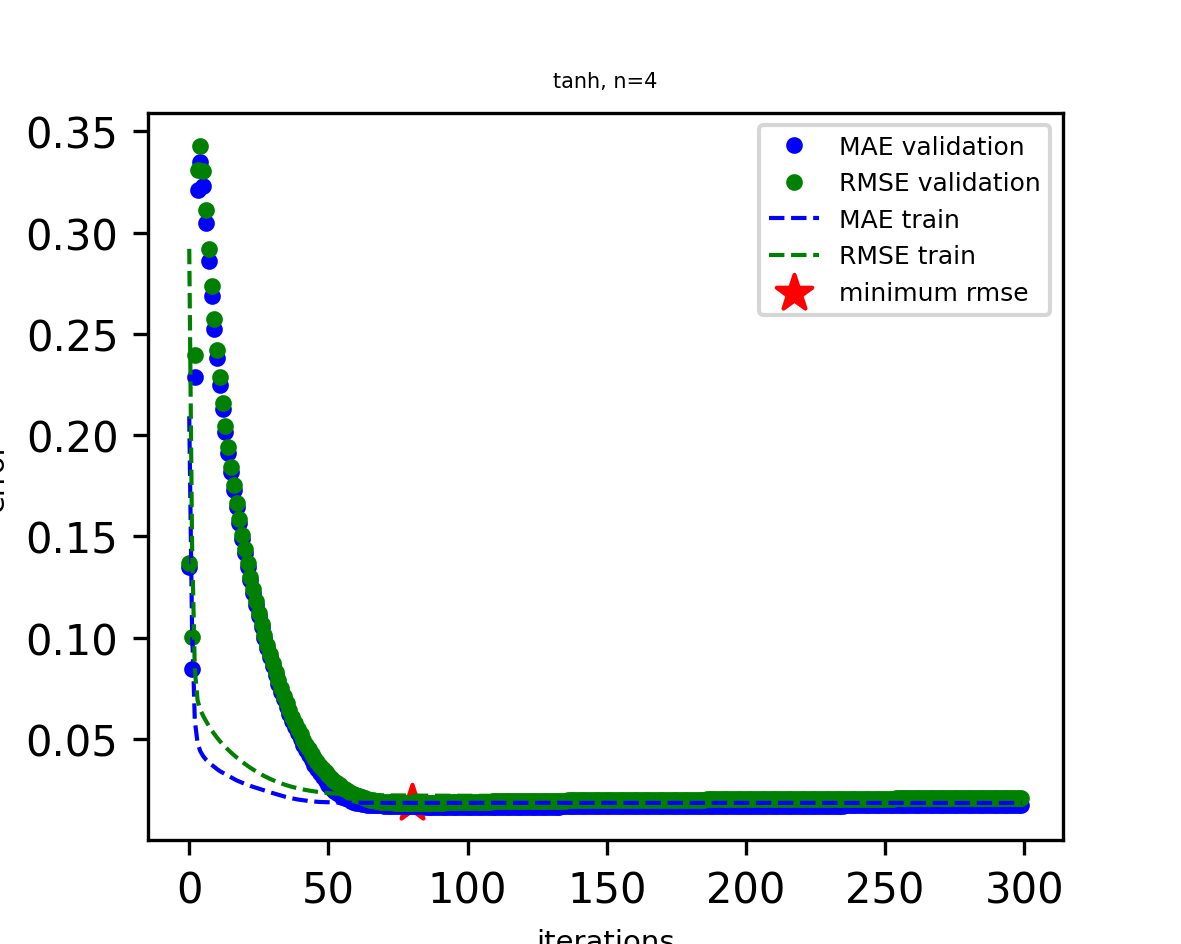 tanh, n=4
0.35
0.30
0.25
0.20
0.15
0.10
0.05
MAE validation
RMSE validation
MAE train
RMSE train
minimum rmse
0 50 100 150 200 250 300
iterations